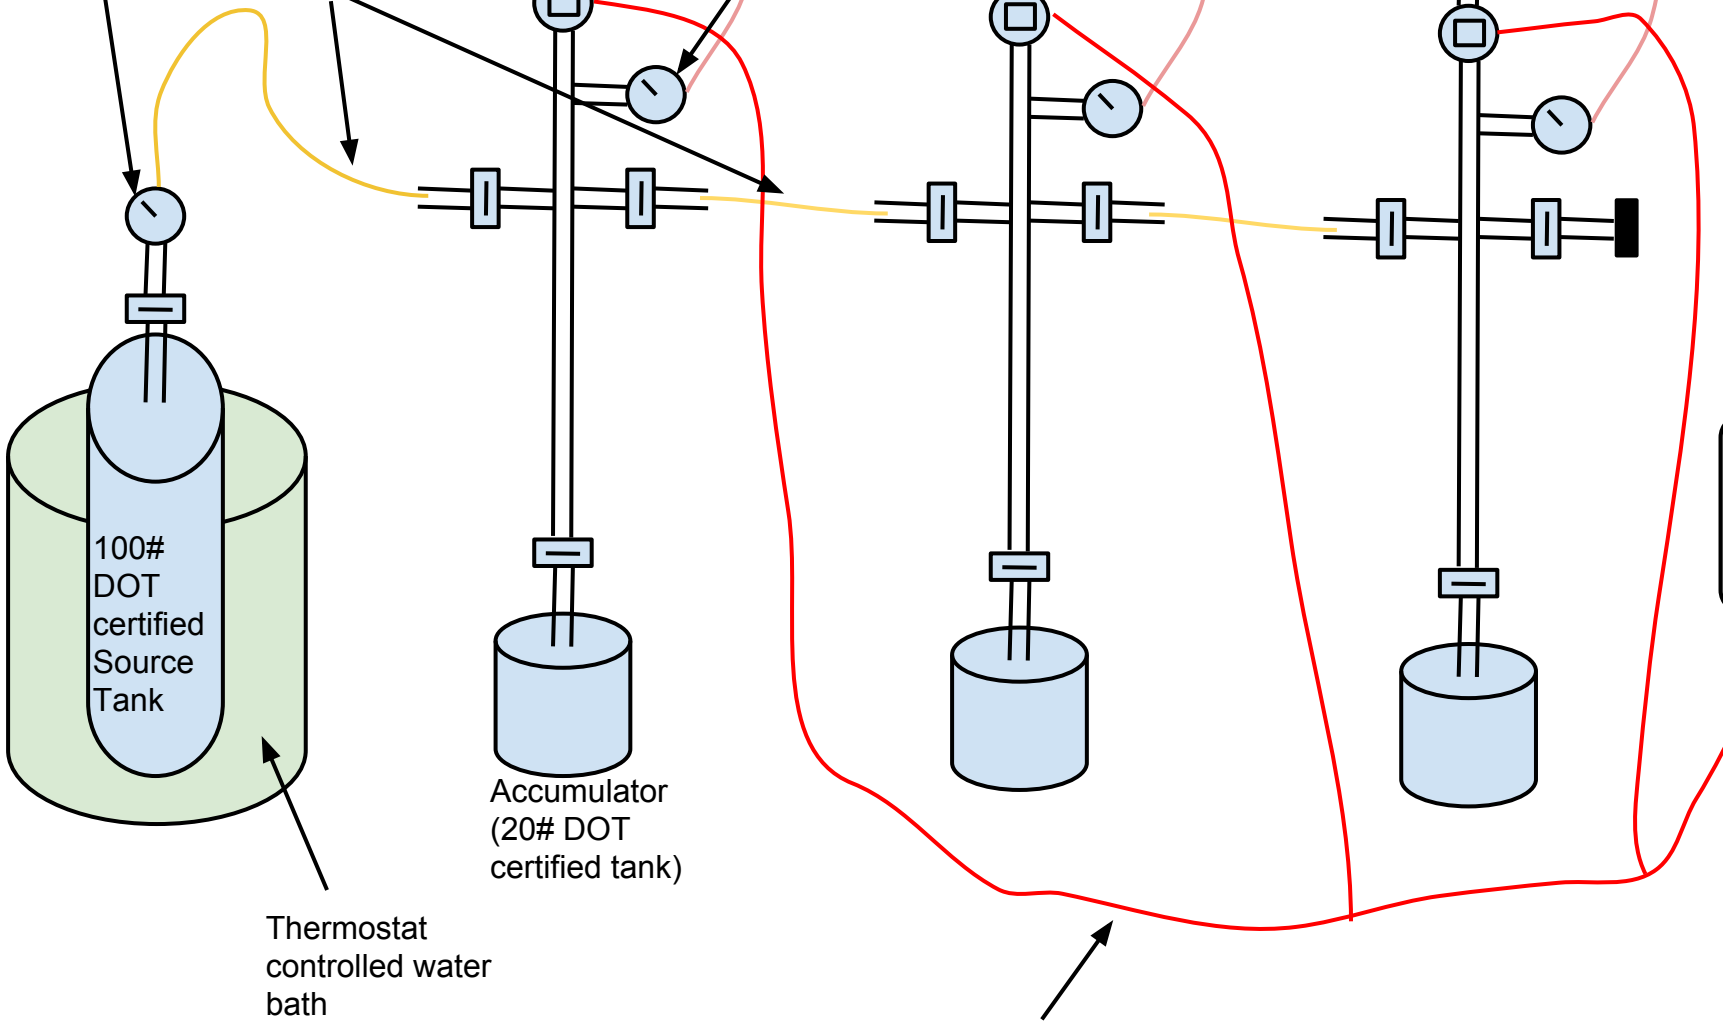 100#
DOT
certified
Source
Tank
Accumulator
(20# DOT
certified tank)
Thermostat
controlled water
bath